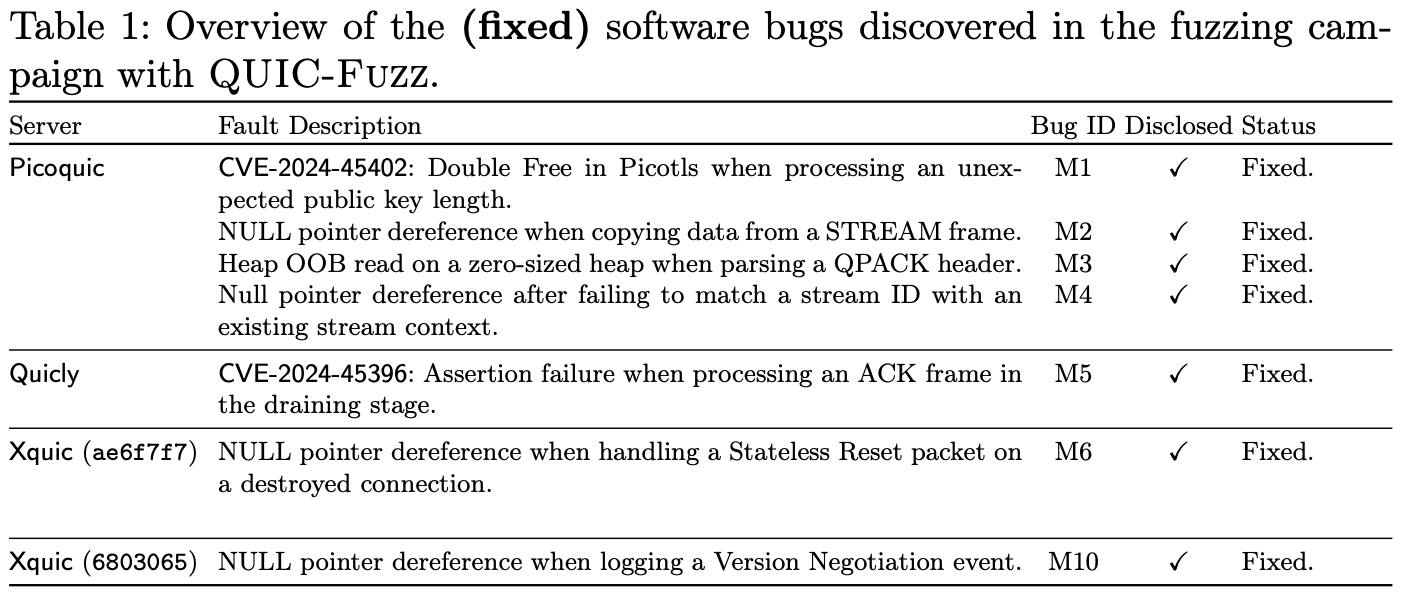 Table 1: Overview of the (fixed) software bugs discovered in the fuzzing cam-
paign with QUIC-Fuzz.
Server Fault Description Bug ID Disclosed Status
Picoquic CVE-2024-45402: Double Free in Picotls when processing an unex- M1 ✓ Fixed.
pected public key length.
NULL pointer dereference when copying data from a STREAM frame. M2 ✓ Fixed.
Heap OOB read on a zero-sized heap when parsing a QPACK header. M3 ✓ Fixed.
Null pointer dereference after failing to match a stream ID with an M4 ✓ Fixed.
existing stream context.
Quicly CVE-2024-45396: Assertion failure when processing an ACK frame in M5 ✓ Fixed.
the draining stage.
Xquic (ae6f7f7) NULL pointer dereference when handling a Stateless Reset packet on M6 ✓ Fixed.
a destroyed connection.
Xquic (6803065) NULL pointer dereference when logging a Version Negotiation event. M10 ✓ Fixed.